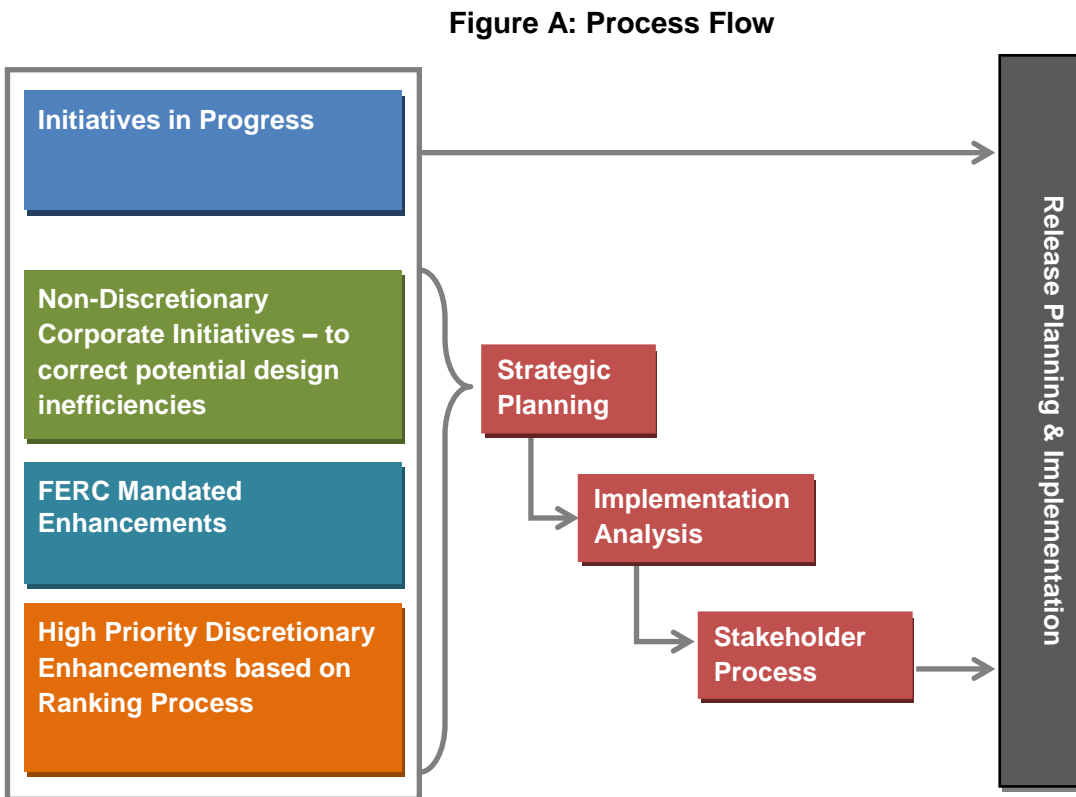 Figure A: Process Flow
Initiatives in Progress
Non-Discretionary
Corporate Initiatives – to
correct potential design
inefficiencies
FERC Mandated
Enhancements
High Priority Discretionary
Enhancements based on
Ranking Process
Strategic
Planning
Implementation
Analysis
Stakeholder
Process
Release Planning & Implementation